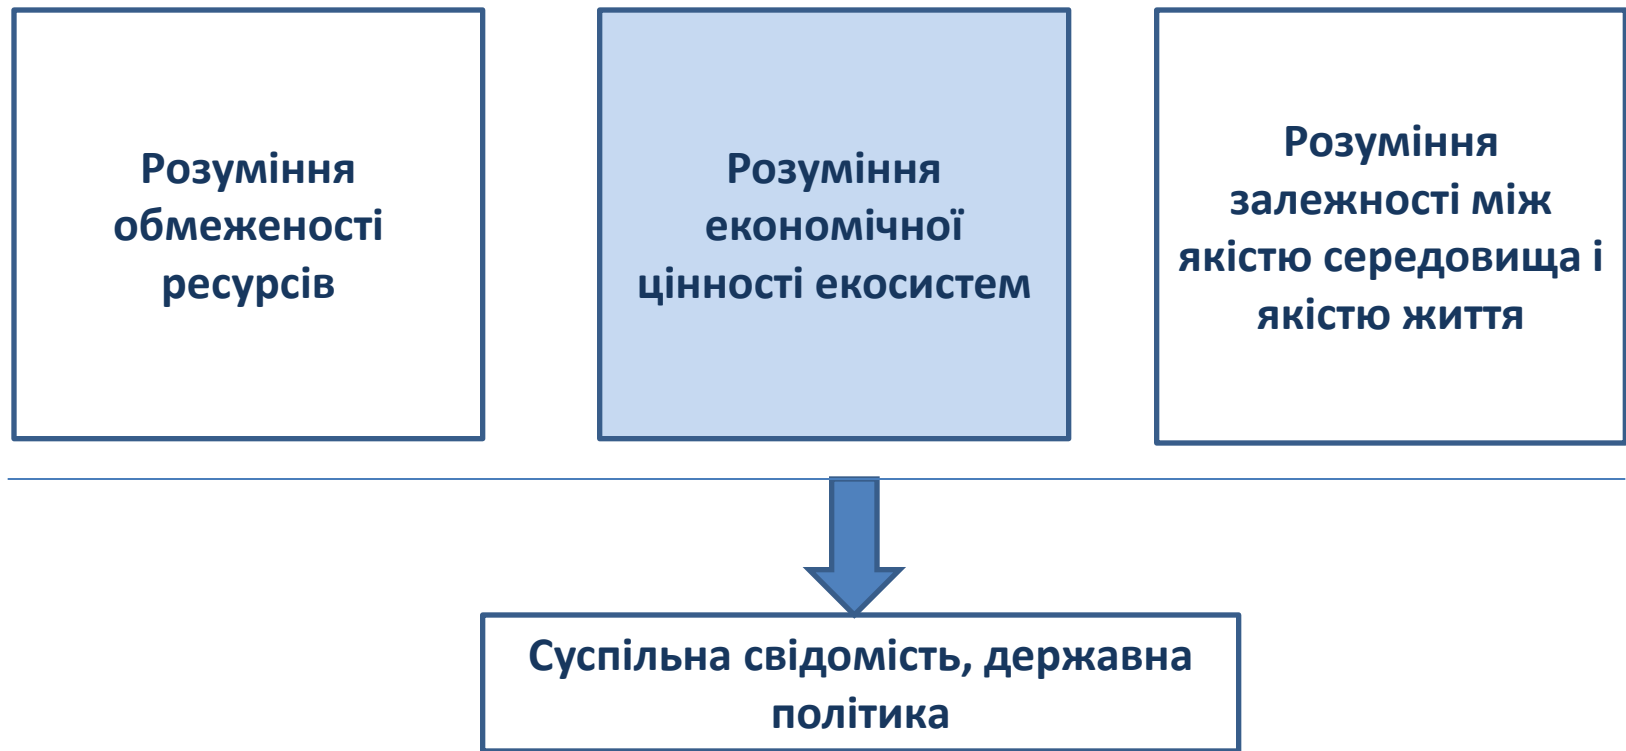 Розуміння
обмеженості
ресурсів
Розуміння
економічної
цінності екосистем
Розуміння
залежності між
якістю середовища і
якістю життя
Суспільна свідомість, державна
політика